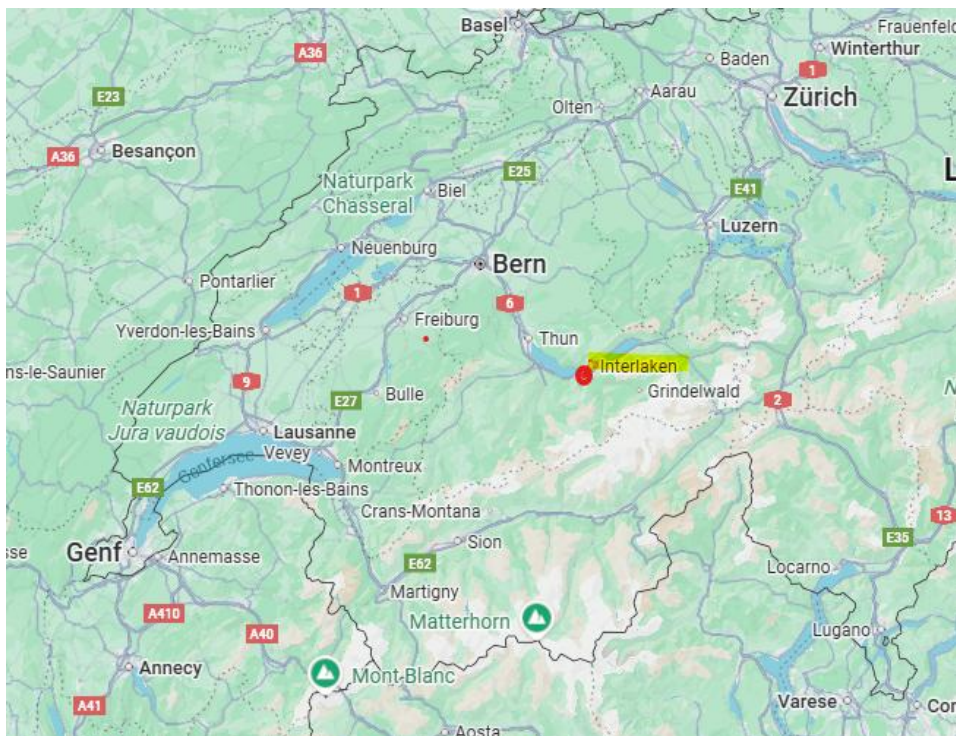 Basel
Frauenfeld
A36
Baden
1
Winterthur
E23
Olten
Aarau
Zürich
A36
Besançon
E25
Naturpark
Chasseral
Biel
E41
Luzern
Neuenburg
Bern
Pontarlier
1
6
Yverdon-les-Bains
Freiburg
Thun
ns-le-Saunier
Interlaken
9
Bulle
Grindelwald
E27
2
Naturpark
Jura vaudois
Lausanne
Vevey
Genfersee
Montreux
E62
Thonon-les-Bains
Crans-Montana
13
Sion
E35
Genf
Annemasse
E62
Locarno
Martigny
A410
Matterhorn
A40
Lugano
Annecy
Mont-Blanc
A41
Varese
Aosta